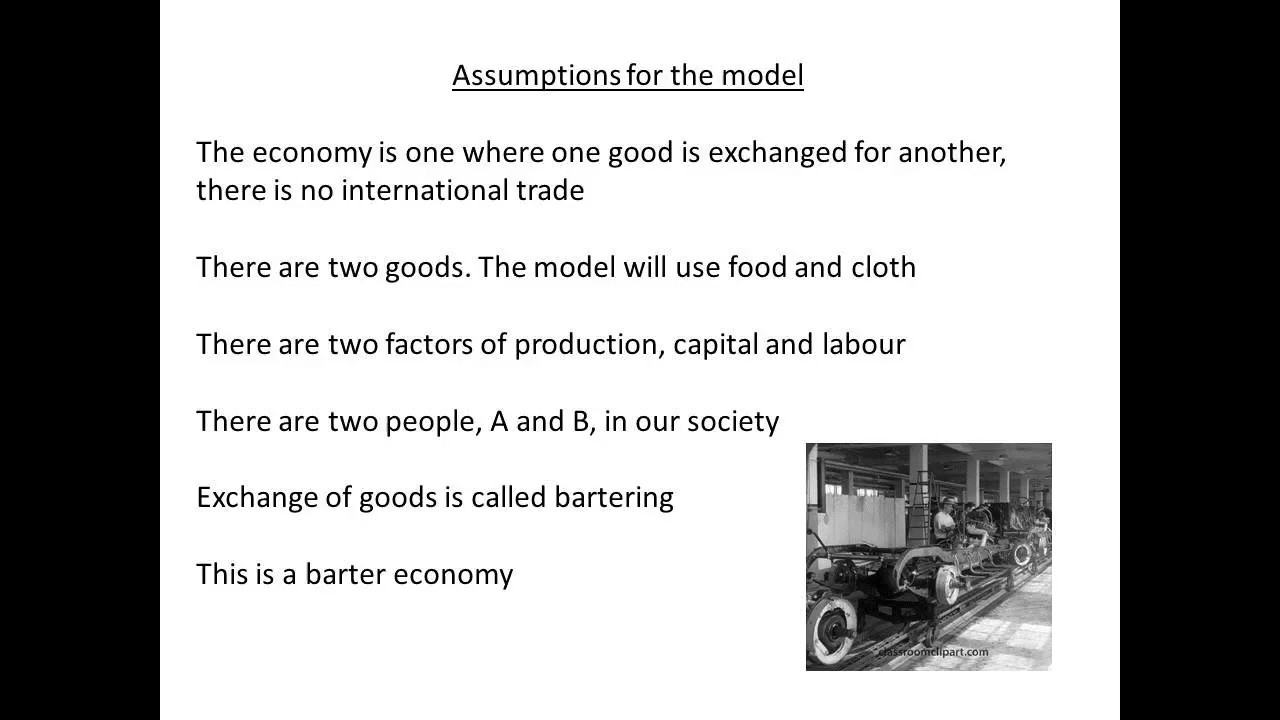 Assumptions for the model
The economy is one where one good is exchanged for another,
there is no international trade
There are two goods. The model will use food and cloth
There are two factors of production, capital and labour
There are two people, A and B, in our society
Exchange of goods is called bartering
This is a barter economy
classroomclipart.com